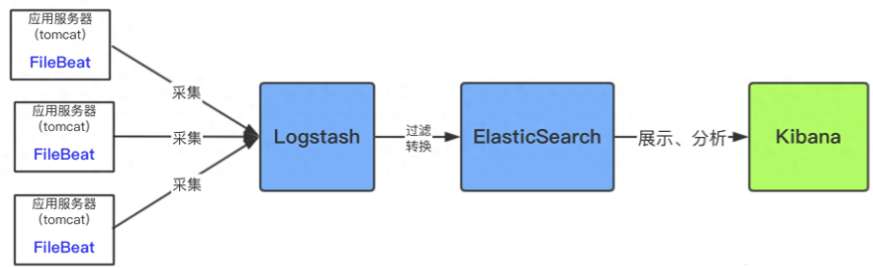 应用服务器
（tomcat）
FileBeat
采集
应用服务器
（tomcat）
FileBeat
采集
应用服务器
（tomcat）
FileBeat
采集
Logstash
过滤
转换
ElasticSearch
展示、分析
Kibana